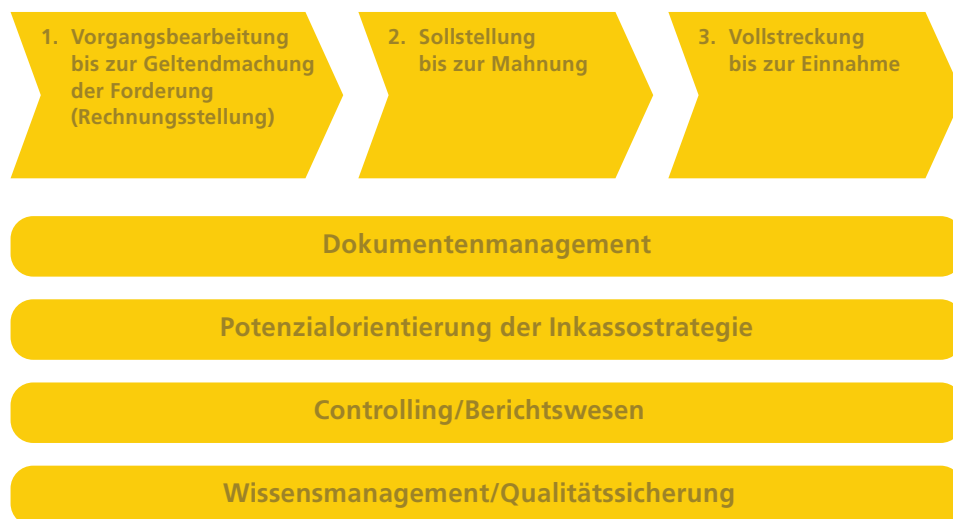 1. Vorgangsbearbeitung
bis zur Geltendmachung
der Forderung
(Rechnungsstellung)
2. Sollstellung
bis zur Mahnung
3. Vollstreckung
bis zur Einnahme
Dokumentenmanagement
Potenzialorientierung der Inkassostrategie
Controlling/Berichtswesen
Wissensmanagement/Qualitätssicherung